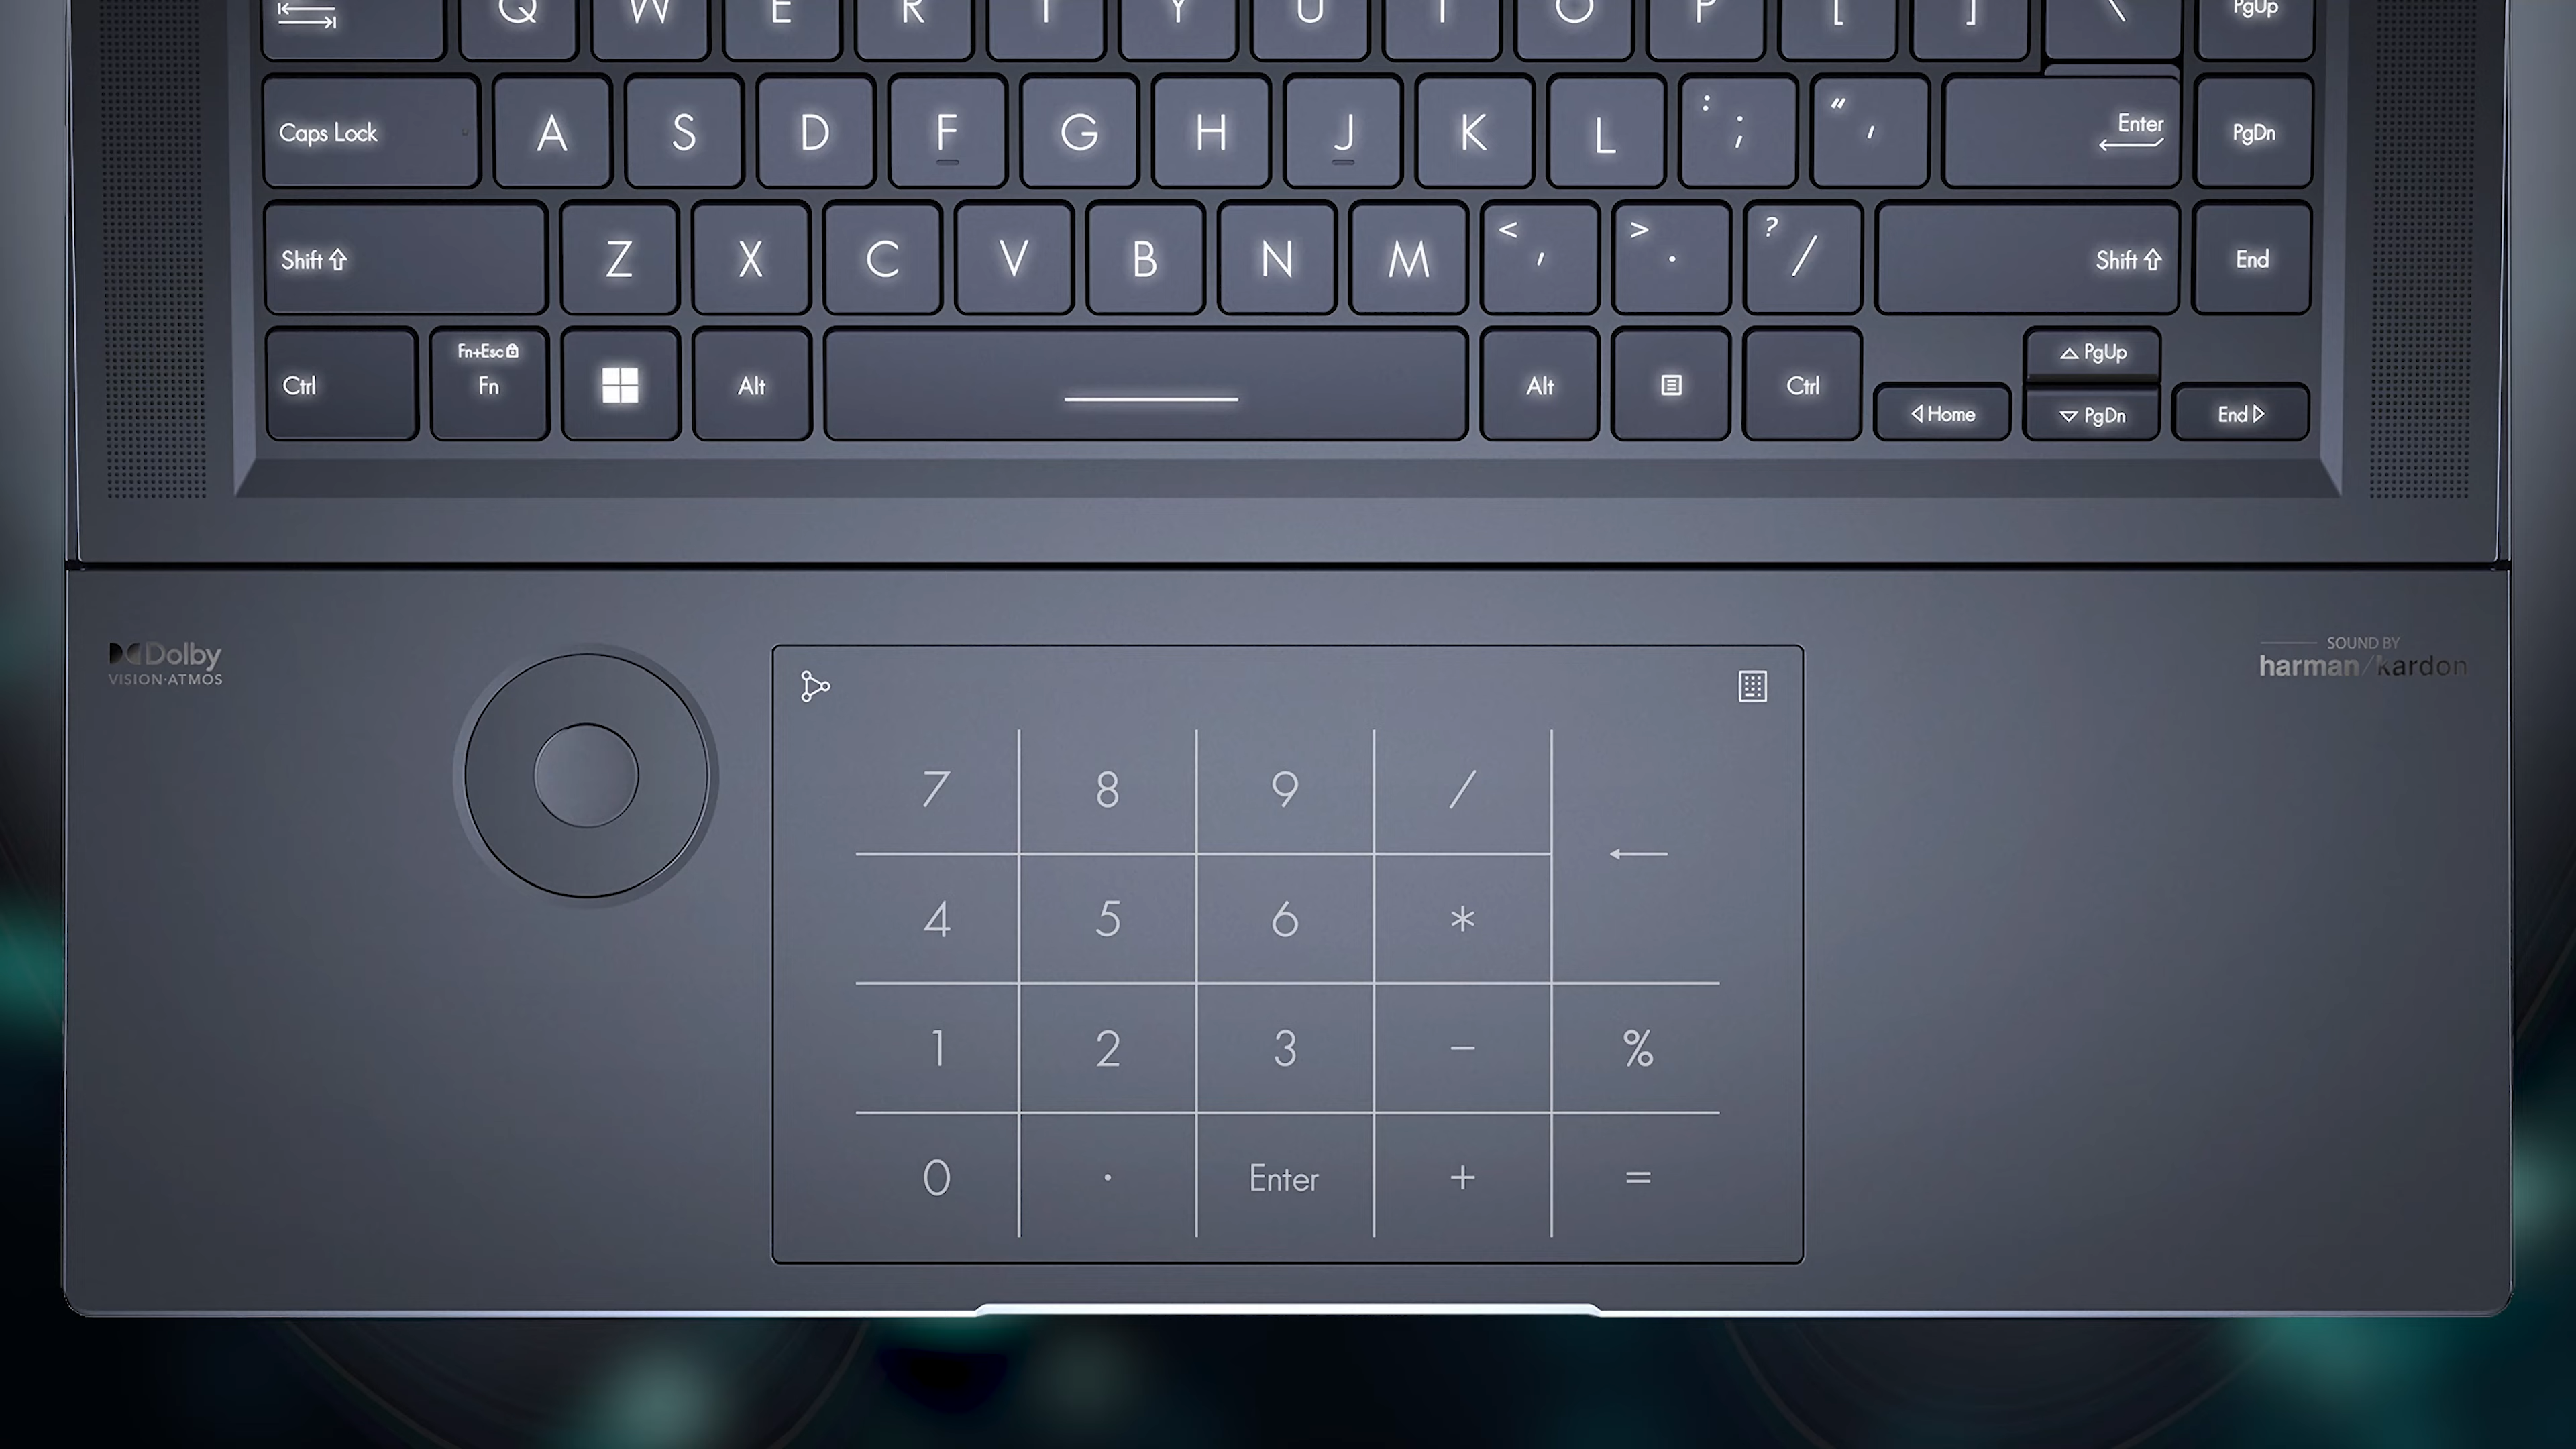 Q W E R T Y U I O P [ ] \ PgUp
Caps Lock A S D F G H J K L : ; " ' Enter PgDn
Shift Z X C V B N M < , > . ? / Shift End
Ctrl Fn+Esc Fn Alt Alt Ctrl Home PgUp PgDn End
Dolby
VISION·ATMOS
SOUND BY
harman/kardon
7 8 9 / ←
4 5 6 *
1 2 3 − %
0 . Enter + =